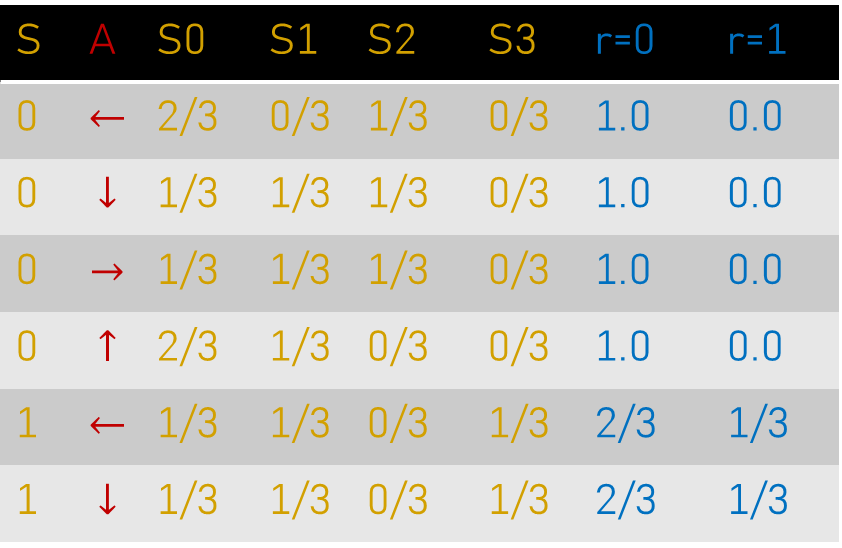 S A S0 S1 S2 S3 r=0 r=1
0 ← 2/3 0/3 1/3 0/3 1.0 0.0
0 ↓ 1/3 1/3 1/3 0/3 1.0 0.0
0 → 1/3 1/3 1/3 0/3 1.0 0.0
0 ↑ 2/3 1/3 0/3 0/3 1.0 0.0
1 ← 1/3 1/3 0/3 1/3 2/3 1/3
1 ↓ 1/3 1/3 0/3 1/3 2/3 1/3